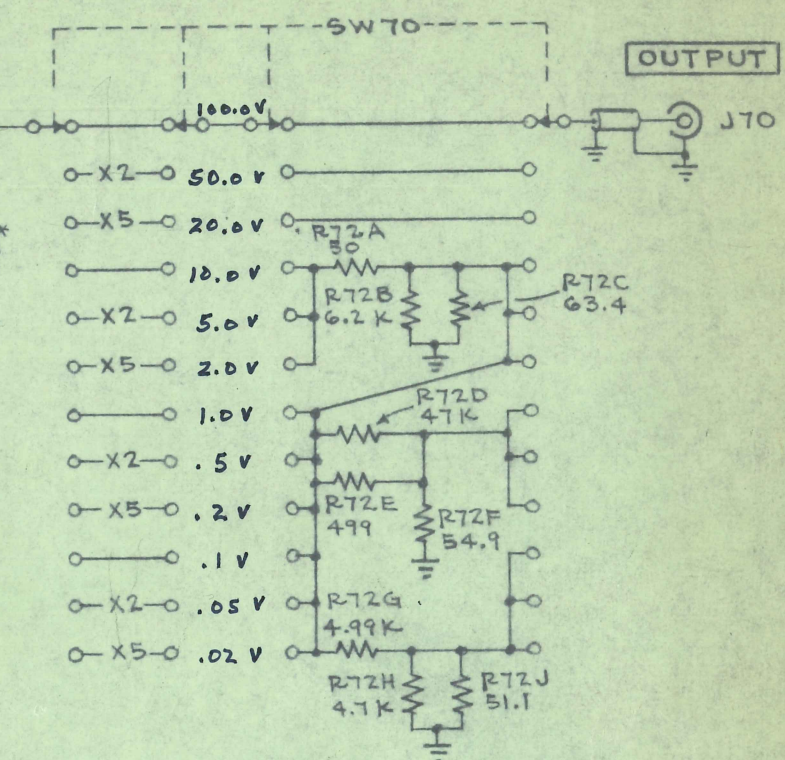 SW70
OUTPUT
100.0V
J70
X2 50.0 V
X5 20.0 V
*
R72A
50
10.0 V
R72B
6.2 K
R72C
63.4
X2 5.0 V
X5 2.0 V
R72D
47K
1.0 V
X2 .5 V
X5 .2 V
R72E
499
R72F
54.9
.1 V
X2 .05 V
R72G
4.99K
X5 .02 V
R72H
4.7K
R72J
51.1